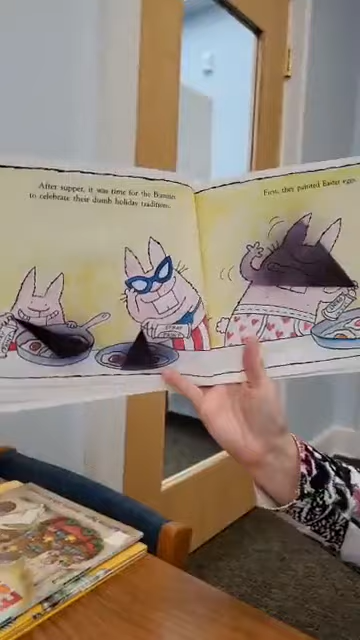 After supper, it was time for the Bunnies
to celebrate their dumb holiday traditions.
First, they painted Easter eggs.